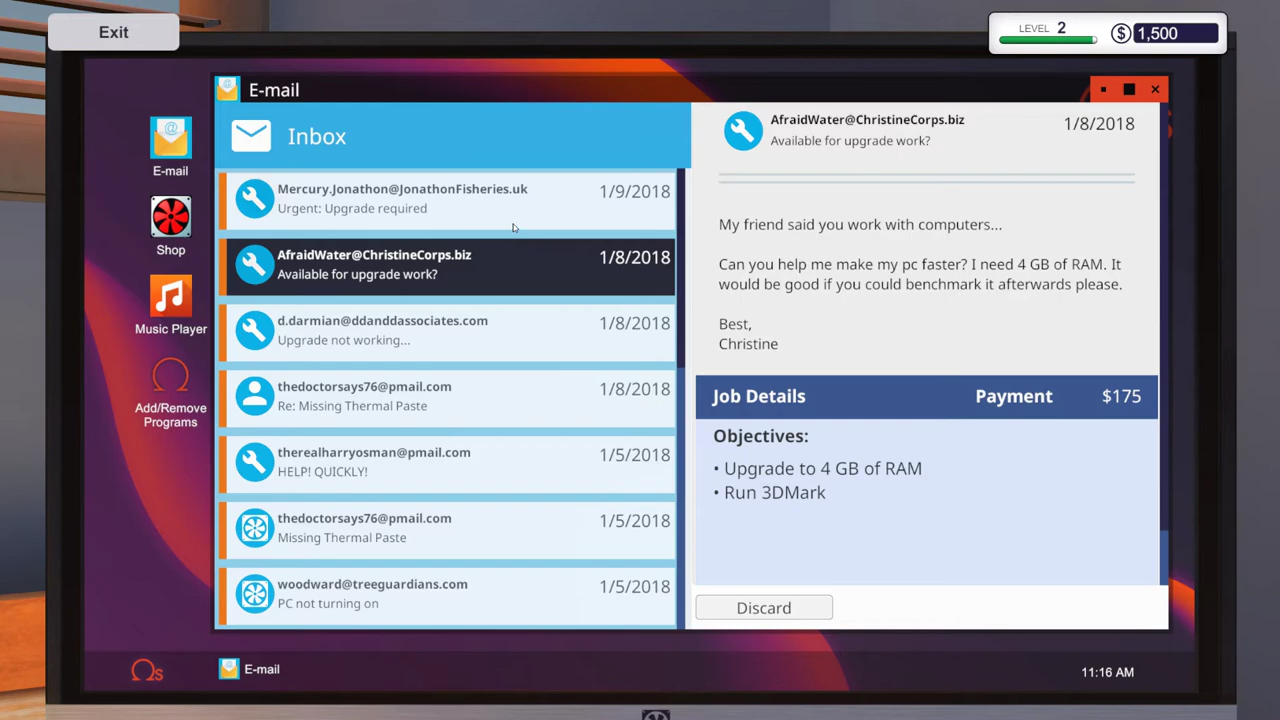 Exit
LEVEL 2
$ 1,500
E-mail
E-mail
Shop
Music Player
Add/Remove
Programs
Inbox
Mercury.Jonathon@JonathonFisheries.uk 1/9/2018
Urgent: Upgrade required
AfraidWater@ChristineCorps.biz 1/8/2018
Available for upgrade work?
d.darmian@ddanddassociates.com 1/8/2018
Upgrade not working...
thedoctorsays76@pmail.com 1/8/2018
Re: Missing Thermal Paste
therealharryosman@pmail.com 1/5/2018
HELP! QUICKLY!
thedoctorsays76@pmail.com 1/5/2018
Missing Thermal Paste
woodward@treeguardians.com 1/5/2018
PC not turning on
AfraidWater@ChristineCorps.biz 1/8/2018
Available for upgrade work?
My friend said you work with computers...
Can you help me make my pc faster? I need 4 GB of RAM. It
would be good if you could benchmark it afterwards please.
Best,
Christine
Job Details Payment $175
Objectives:
• Upgrade to 4 GB of RAM
• Run 3DMark
Discard
Ωs E-mail 11:16 AM